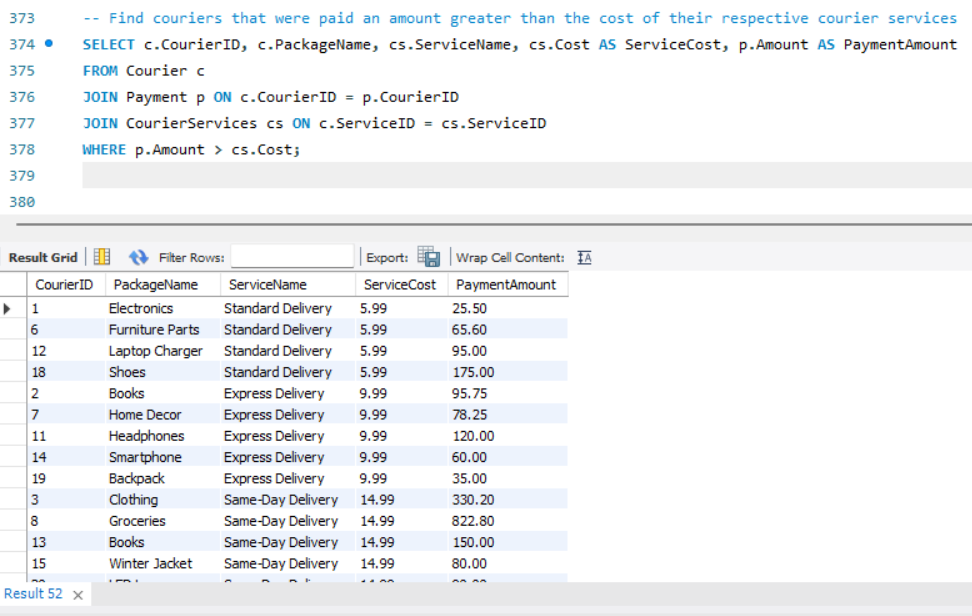 373 -- Find couriers that were paid an amount greater than the cost of their respective courier services
374 SELECT c.CourierID, c.PackageName, cs.ServiceName, cs.Cost AS ServiceCost, p.Amount AS PaymentAmount
375 FROM Courier c
376 JOIN Payment p ON c.CourierID = p.CourierID
377 JOIN CourierServices cs ON c.ServiceID = cs.ServiceID
378 WHERE p.Amount > cs.Cost;
379
380
Result Grid Filter Rows: Export: Wrap Cell Content: IA
CourierID PackageName ServiceName ServiceCost PaymentAmount
1 Electronics Standard Delivery 5.99 25.50
6 Furniture Parts Standard Delivery 5.99 65.60
12 Laptop Charger Standard Delivery 5.99 95.00
18 Shoes Standard Delivery 5.99 175.00
2 Books Express Delivery 9.99 95.75
7 Home Decor Express Delivery 9.99 78.25
11 Headphones Express Delivery 9.99 120.00
14 Smartphone Express Delivery 9.99 60.00
19 Backpack Express Delivery 9.99 35.00
3 Clothing Same-Day Delivery 14.99 330.20
8 Groceries Same-Day Delivery 14.99 822.80
13 Books Same-Day Delivery 14.99 150.00
15 Winter Jacket Same-Day Delivery 14.99 80.00
Result 52